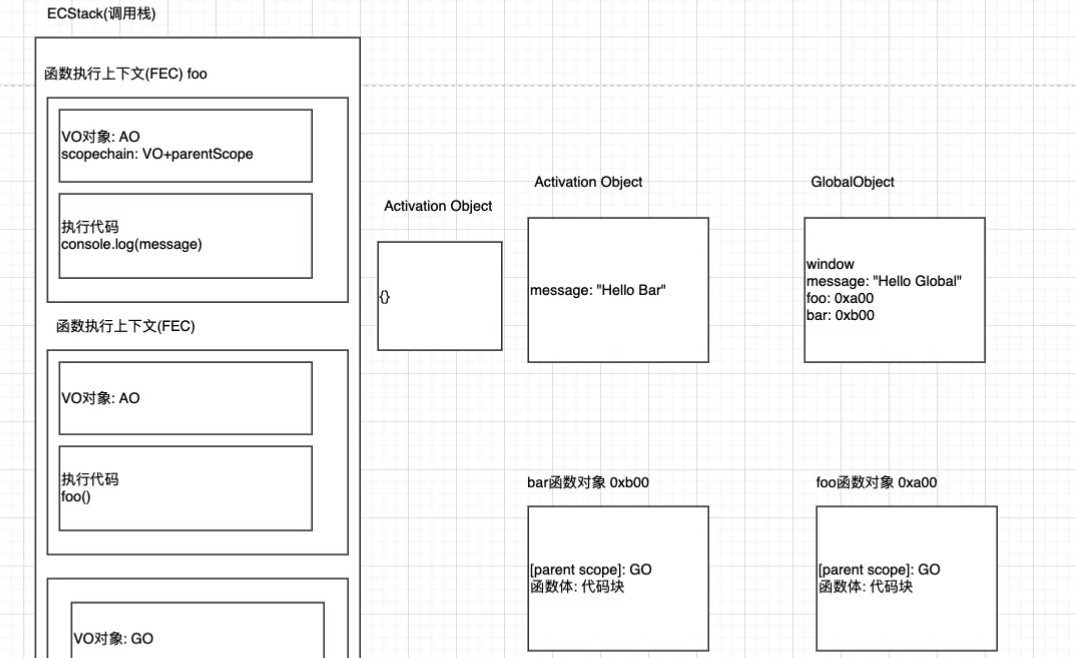 ECStack(调用栈)
函数执行上下文(FEC) foo
VO对象: AO
scopechain: VO+parentScope
执行代码
console.log(message)
函数执行上下文(FEC)
VO对象: AO
执行代码
foo()
VO对象: GO
Activation Object
{}
Activation Object
message: "Hello Bar"
GlobalObject
window
message: "Hello Global"
foo: 0xa00
bar: 0xb00
bar函数对象 0xb00
[parent scope]: GO
函数体: 代码块
foo函数对象 0xa00
[parent scope]: GO
函数体: 代码块